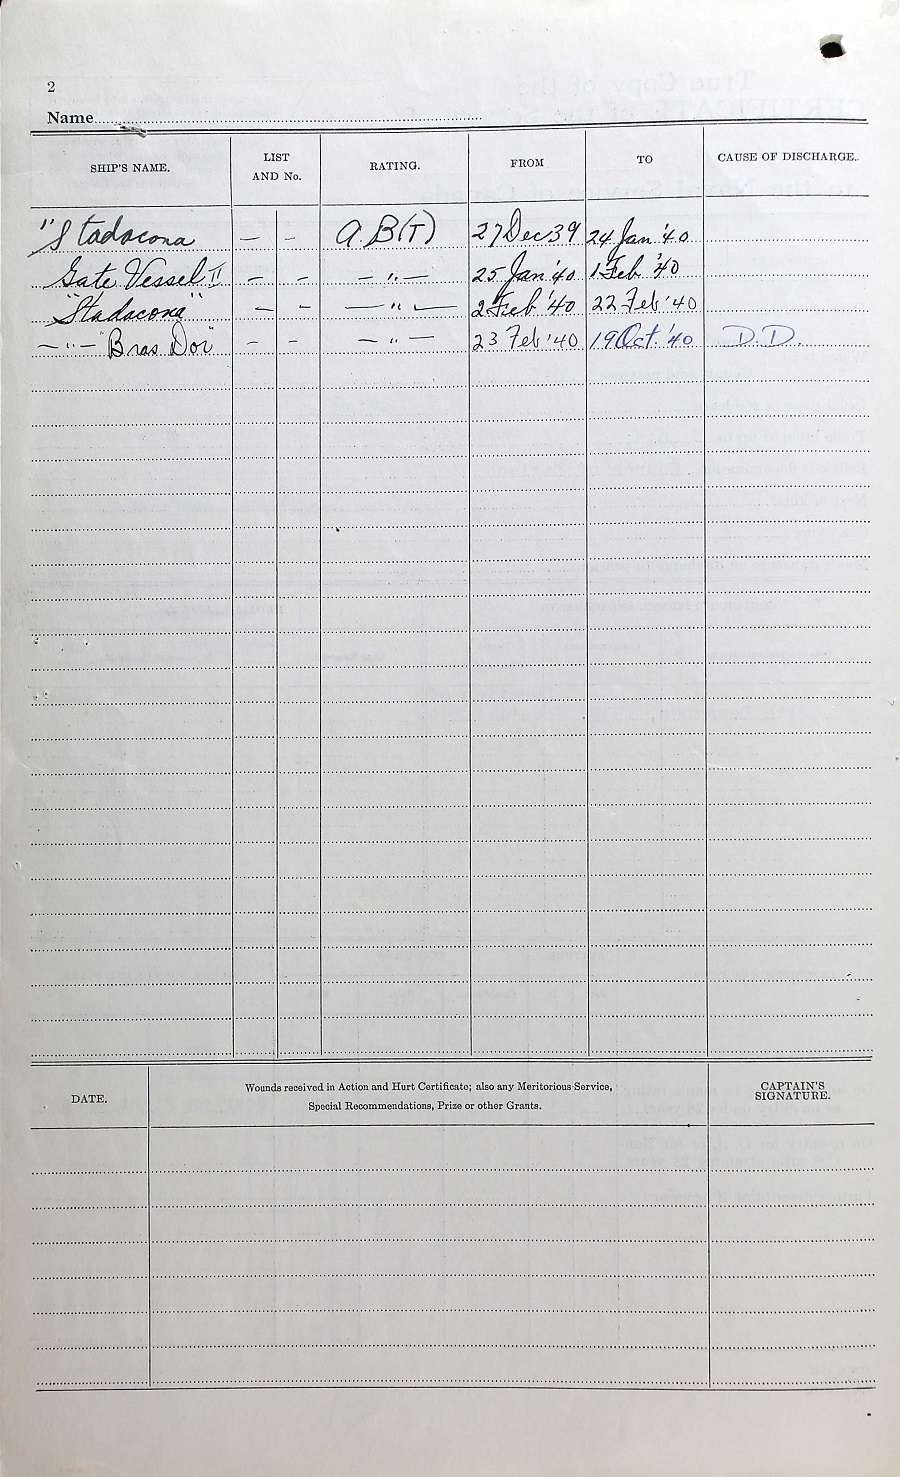 2
Name
SHIP'S NAME. LIST AND No. RATING. FROM TO CAUSE OF DISCHARGE.
"Stadacona — - A.B(T) 27 Dec 39 24 Jan '40
Gate Vessel II — — — " — 25 Jan '40 1 Feb '40
"Stadacona" — — — " — 2 Feb '40 22 Feb '40
— " — "Bras Dor" — — — " — 23 Feb '40 19 Oct. '40 D.D.
DATE. Wounds received in Action and Hurt Certificate; also any Meritorious Service, CAPTAIN'S
Special Recommendations, Prize or other Grants. SIGNATURE.